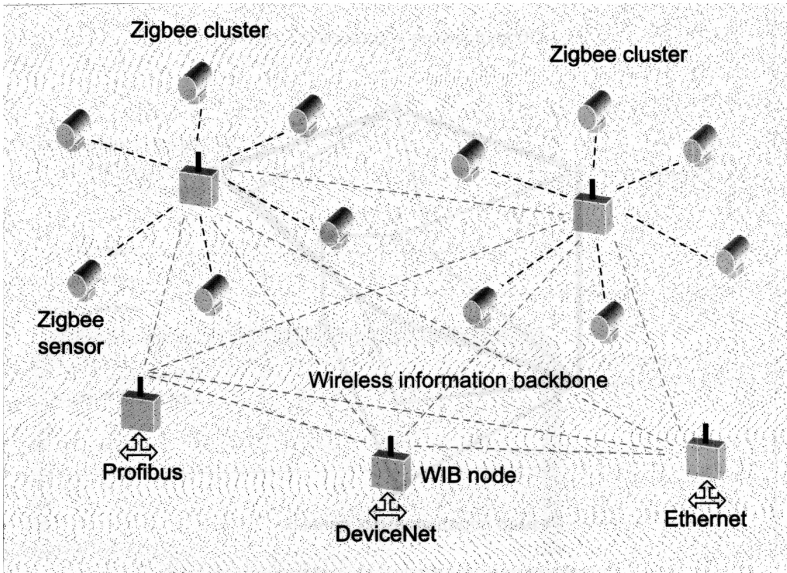 Zigbee cluster
Zigbee cluster
Zigbee
sensor
Wireless information backbone
Profibus
WIB node
DeviceNet
Ethernet